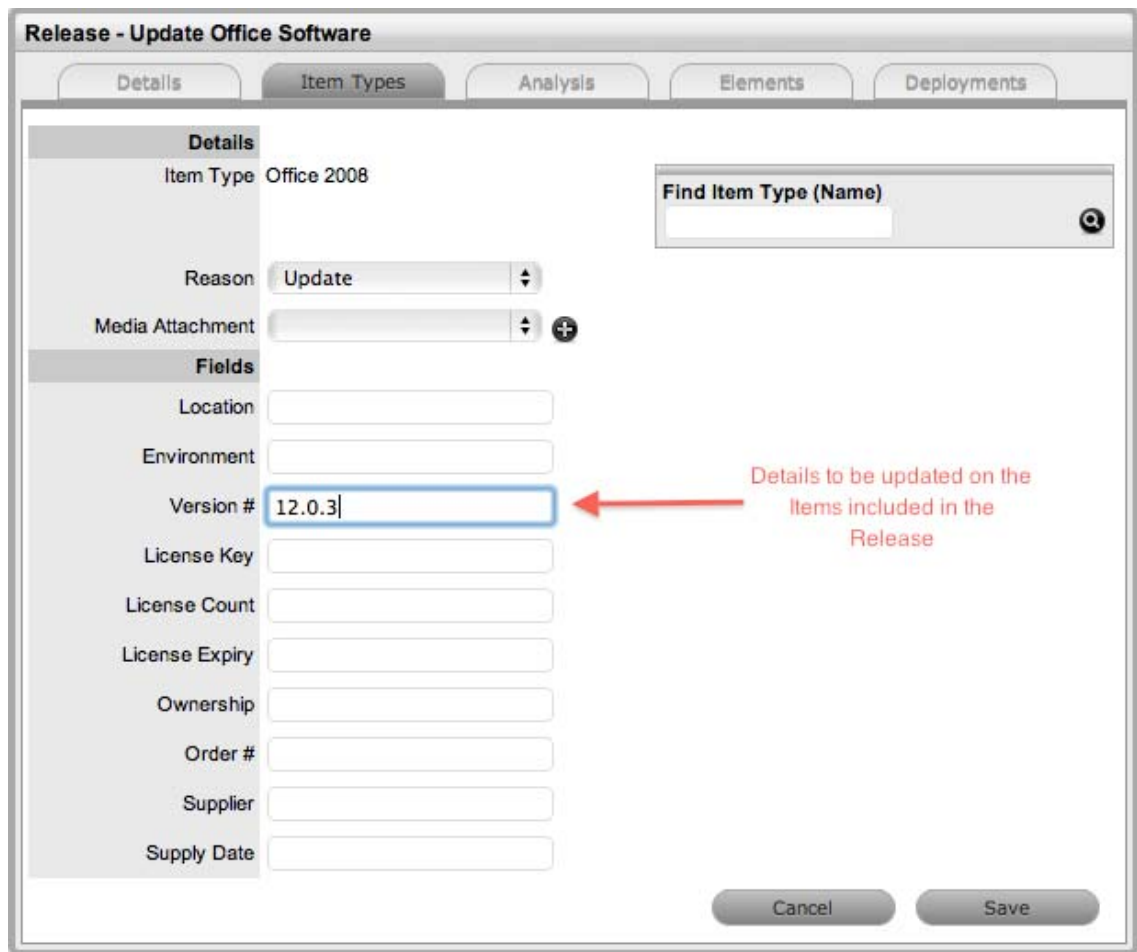 Release - Update Office Software
Details Item Types Analysis Elements Deployments
Details
Item Type Office 2008
Find Item Type (Name)
Reason Update
Media Attachment
Fields
Location
Environment
Version # 12.0.3
Details to be updated on the
Items included in the
Release
License Key
License Count
License Expiry
Ownership
Order #
Supplier
Supply Date
Cancel Save